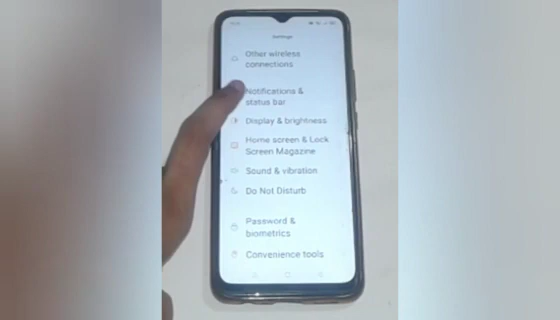 Settings
Other wireless
connections
Notifications &
status bar
Display & brightness
Home screen & Lock
Screen Magazine
Sound & vibration
Do Not Disturb
Password &
biometrics
Convenience tools